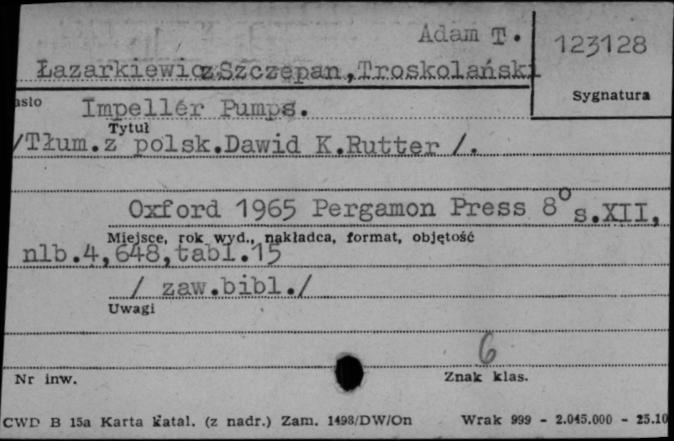 Adam T.
123128
Łazarkiewicz Szczepan, Troskolański
Sygnatura
asło Impellér Pumps.
Tytuł
/Tłum.z polsk.Dawid K.Rutter /.
Oxford 1965 Pergamon Press 8° s.XII,
Miejsce, rok wyd., nakładca, format, objętość
nlb.4,648,tabl.15
/ zaw.bibl./
Uwagi
6
Nr inw. Znak klas.
CWD B 15a Karta katal. (z nadr.) Zam. 1498/DW/On Wrak 999 - 2.045.000 - 25.10